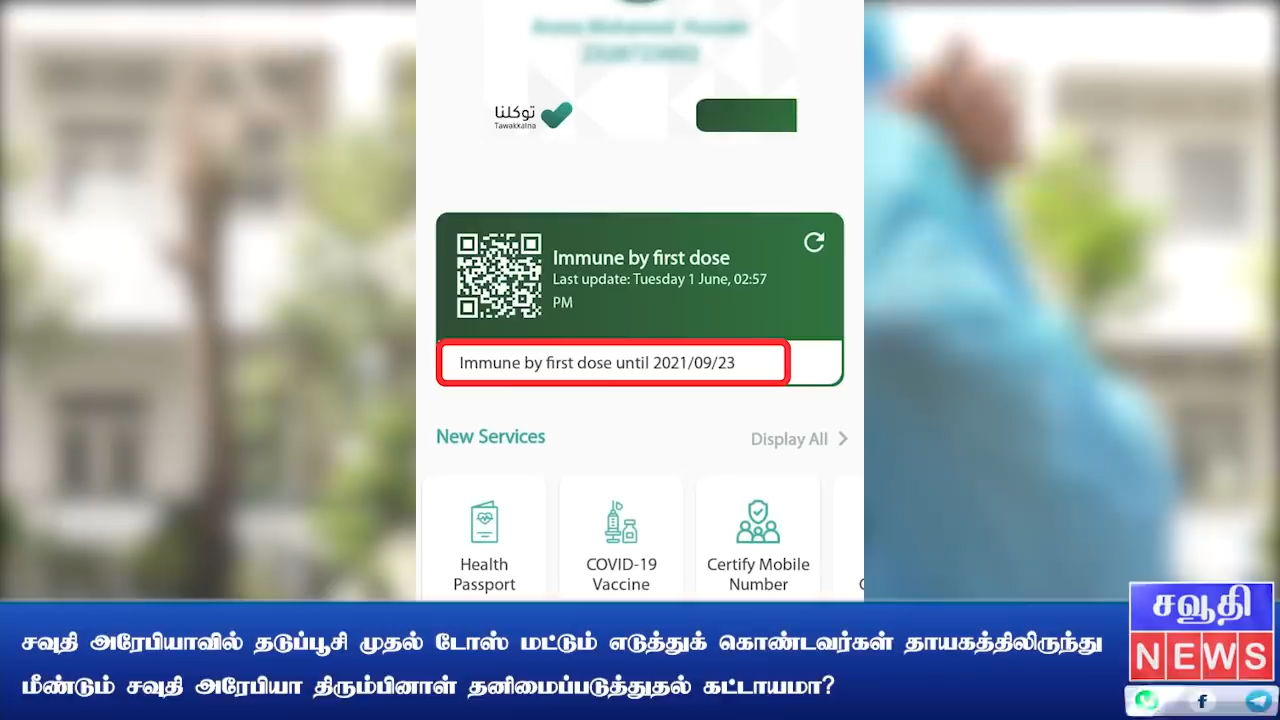 توكلنا
Tawakkalna
Immune by first dose
Last update: Tuesday 1 June, 02:57
PM
Immune by first dose until 2021/09/23
New Services
Display All
Health
Passport
COVID-19
Vaccine
Certify Mobile
Number
சவுதி அரேபியாவில் தடுப்பூசி முதல் டோஸ் மட்டும் எடுத்துக் கொண்டவர்கள் தாயகத்திலிருந்து
மீண்டும் சவுதி அரேபியா திரும்பினாள் தனிமைப்படுத்துதல் கட்டாயமா?
சவூதி
NEWS